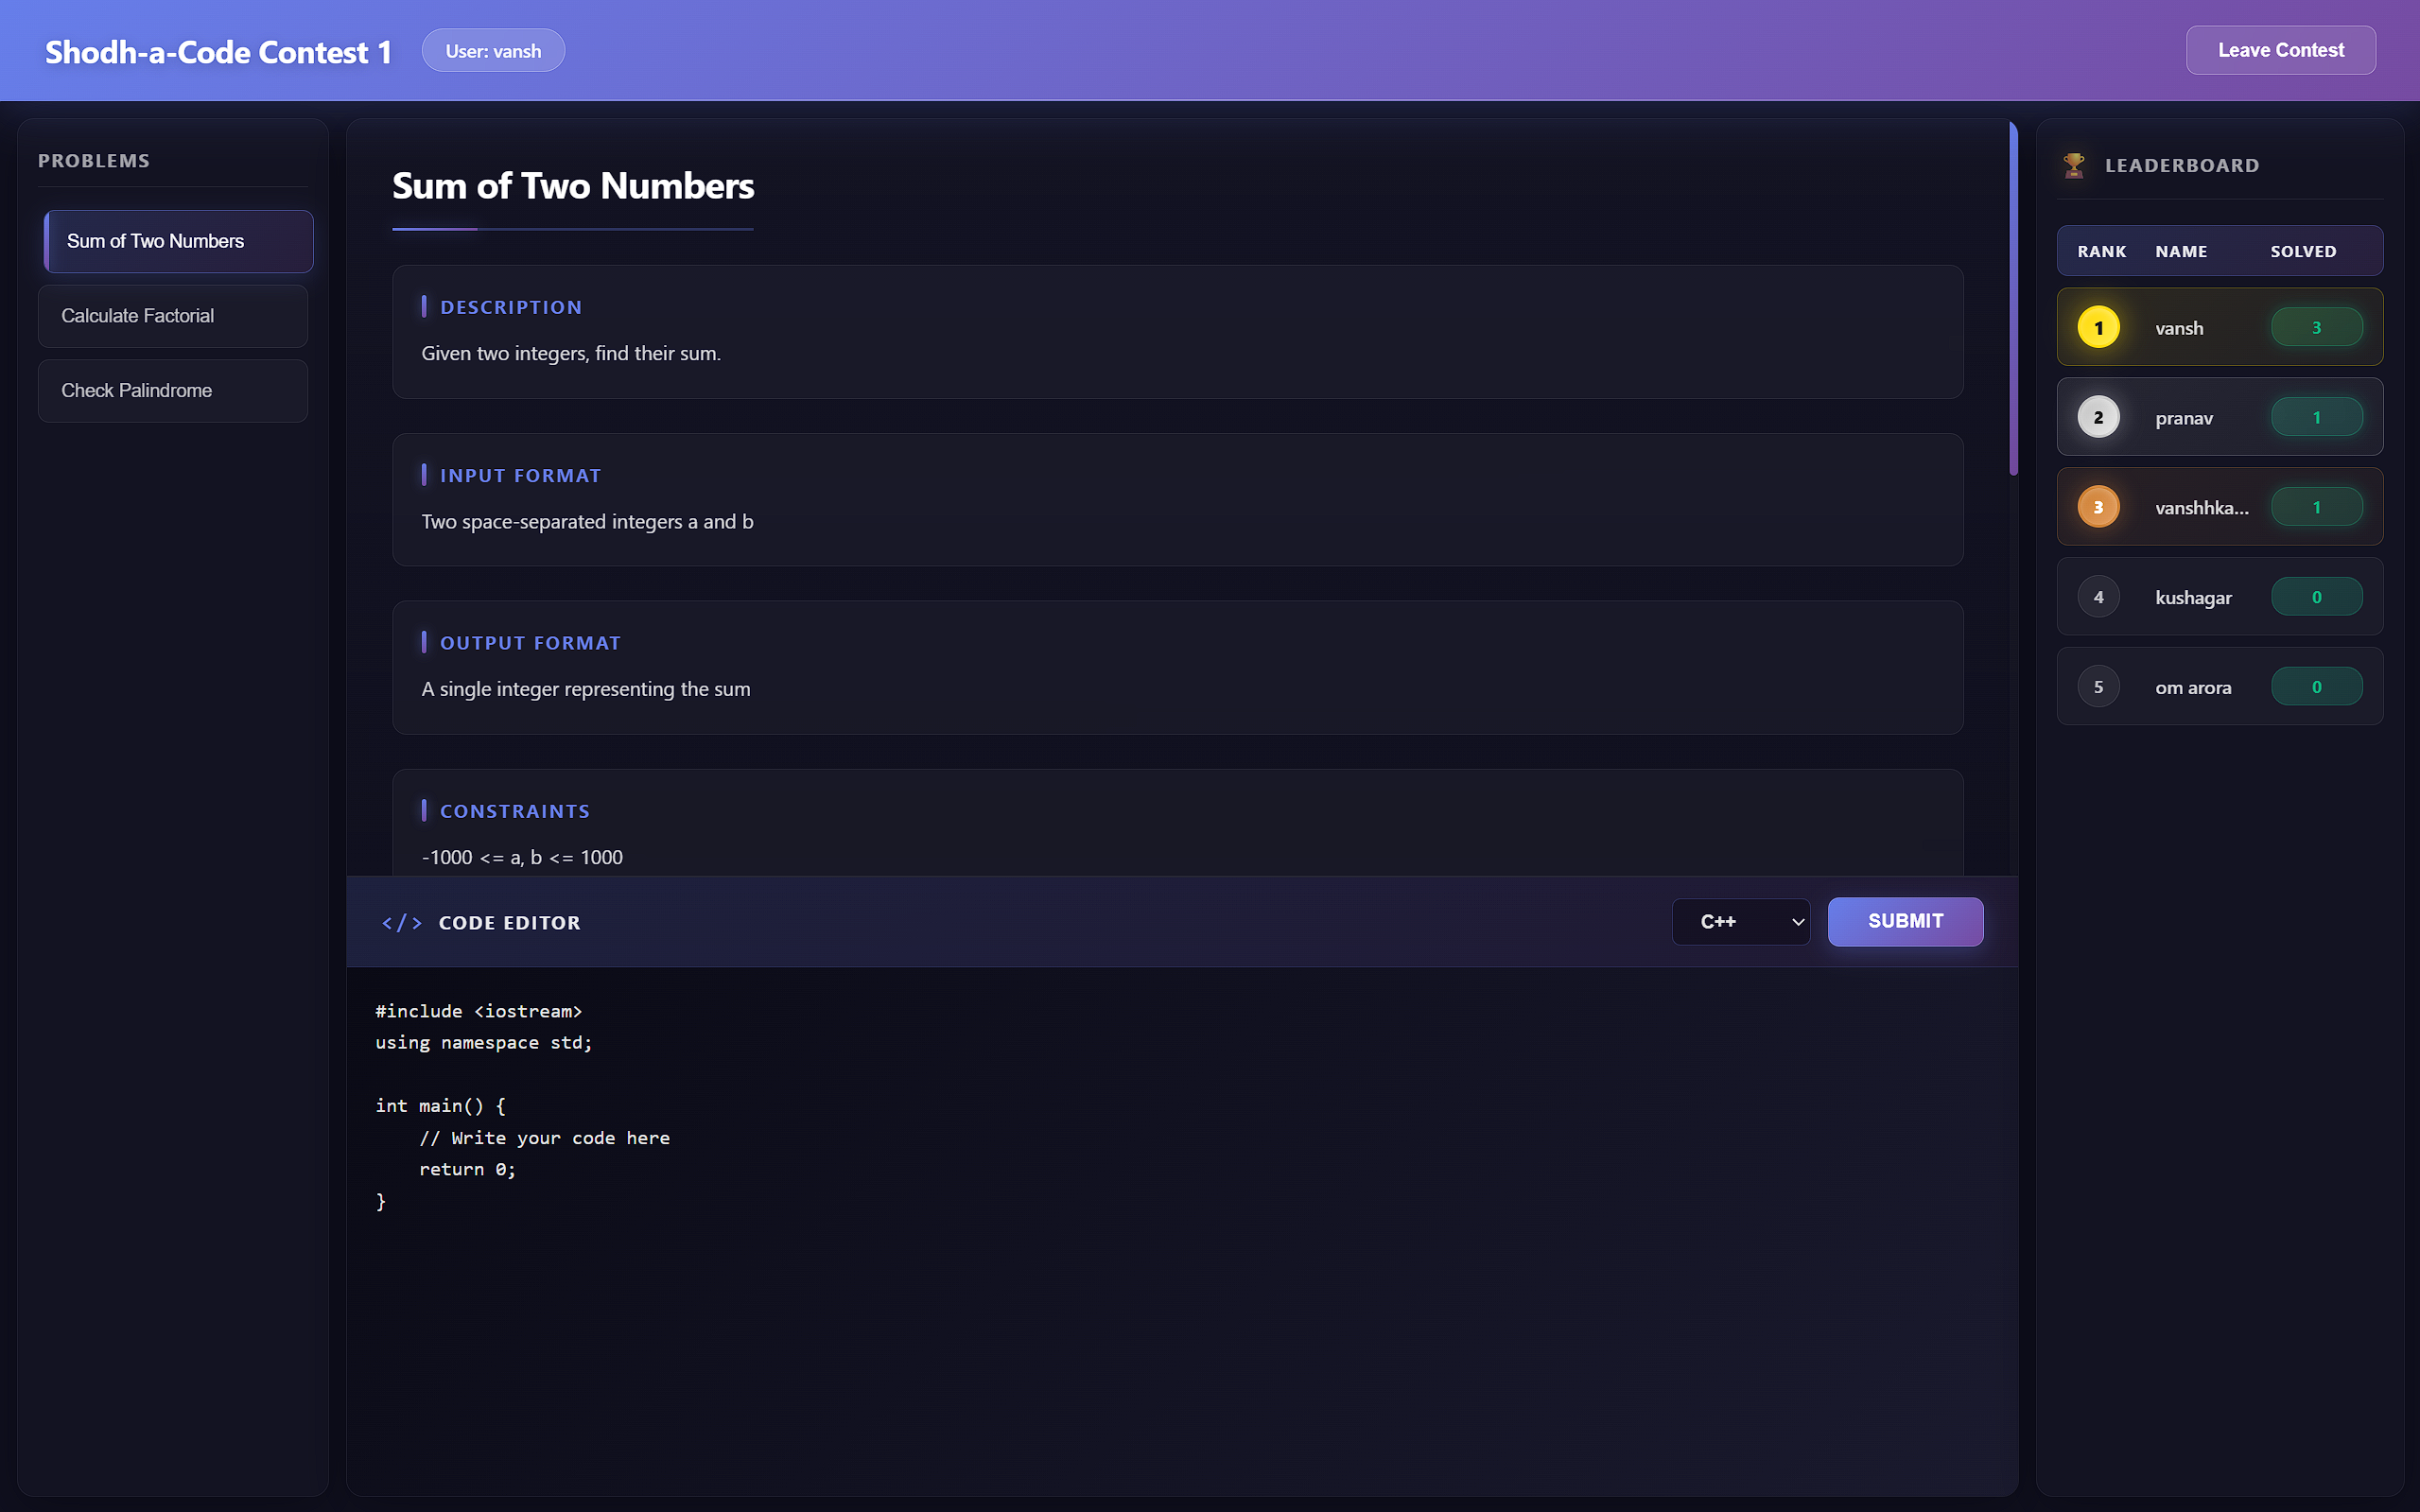 Shodh-a-Code Contest 1
User: vansh
Leave Contest
PROBLEMS
Sum of Two Numbers
Calculate Factorial
Check Palindrome
Sum of Two Numbers
DESCRIPTION
Given two integers, find their sum.
INPUT FORMAT
Two space-separated integers a and b
OUTPUT FORMAT
A single integer representing the sum
CONSTRAINTS
-1000 <= a, b <= 1000
</> CODE EDITOR
C++
SUBMIT
#include <iostream>
using namespace std;
int main() {
    // Write your code here
    return 0;
}
LEADERBOARD
RANK NAME SOLVED
1 vansh 3
2 pranav 1
3 vanshhka... 1
4 kushagar 0
5 om arora 0